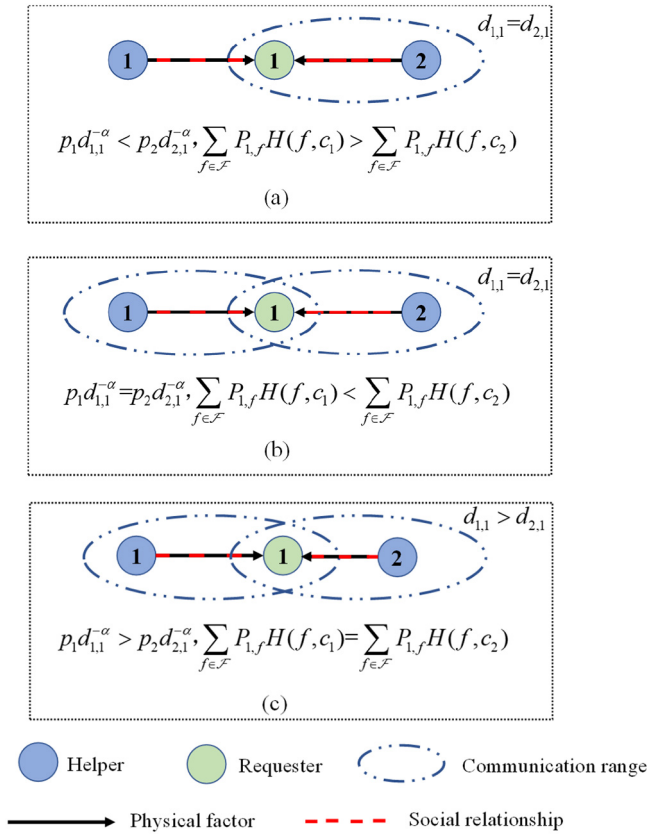 d₁,₁=d₂,₁
1 1 2
p₁d₁,₁^{-α} < p₂d₂,₁^{-α}, ∑_{f∈ℱ} P₁,f H(f,c₁) > ∑_{f∈ℱ} P₁,f H(f,c₂)
(a)
d₁,₁=d₂,₁
1 1 2
p₁d₁,₁^{-α}=p₂d₂,₁^{-α}, ∑_{f∈ℱ} P₁,f H(f,c₁) < ∑_{f∈ℱ} P₁,f H(f,c₂)
(b)
d₁,₁ > d₂,₁
1 1 2
p₁d₁,₁^{-α} > p₂d₂,₁^{-α}, ∑_{f∈ℱ} P₁,f H(f,c₁)= ∑_{f∈ℱ} P₁,f H(f,c₂)
(c)
Helper Requester Communication range
Physical factor Social relationship